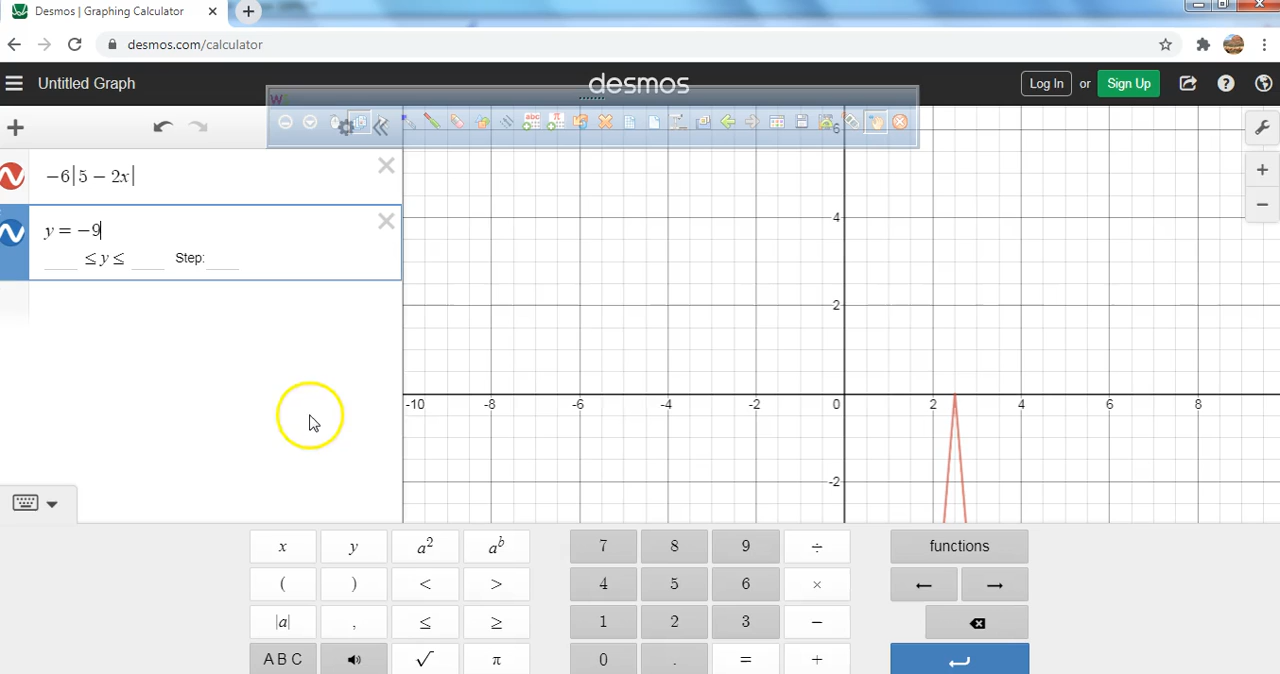 Desmos | Graphing Calculator
desmos.com/calculator
Untitled Graph
desmos
Log In or Sign Up
W
abc π
−6|5 − 2x|
y = −9
≤ y ≤ Step:
6
4
2
-10 -8 -6 -4 -2 0 2 4 6 8
-2
x y a² aᵇ 7 8 9 ÷ functions
( ) < > 4 5 6 × ← →
|a| , ≤ ≥ 1 2 3 −
A B C √ π 0 . = +